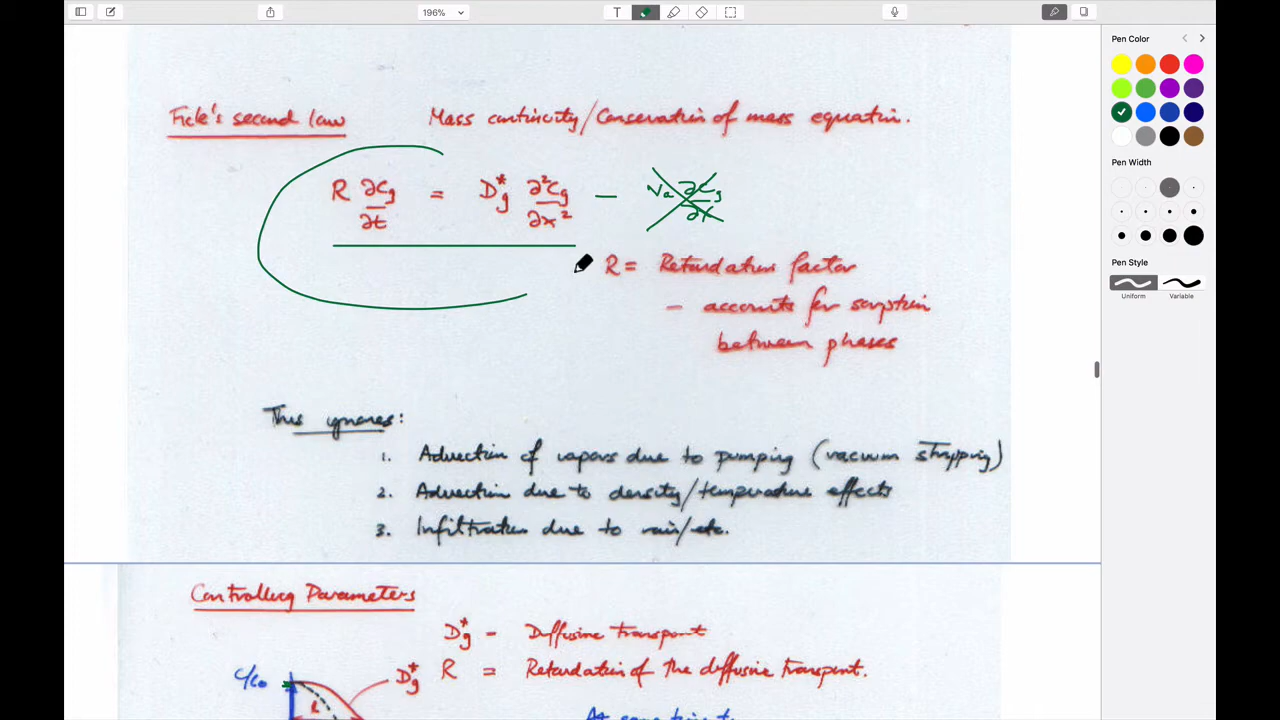 196%
T
Pen Color
Fick's second law Mass continuity/Conservation of mass equation.
R ∂Cg/∂t = D*g ∂²Cg/∂x² − Va ∂Cg/∂x
R = Retardation factor
– accounts for sorption
between phases
Pen Width
Pen Style
Uniform Variable
This ignores:
1. Advection of vapors due to pumping (vacuum stripping)
2. Advection due to density/temperature effects
3. Infiltration due to rain/etc.
Controlling Parameters
D*g – Diffusive transport
R = Retardation of the diffusive transport.
C/C₀
D*g
R